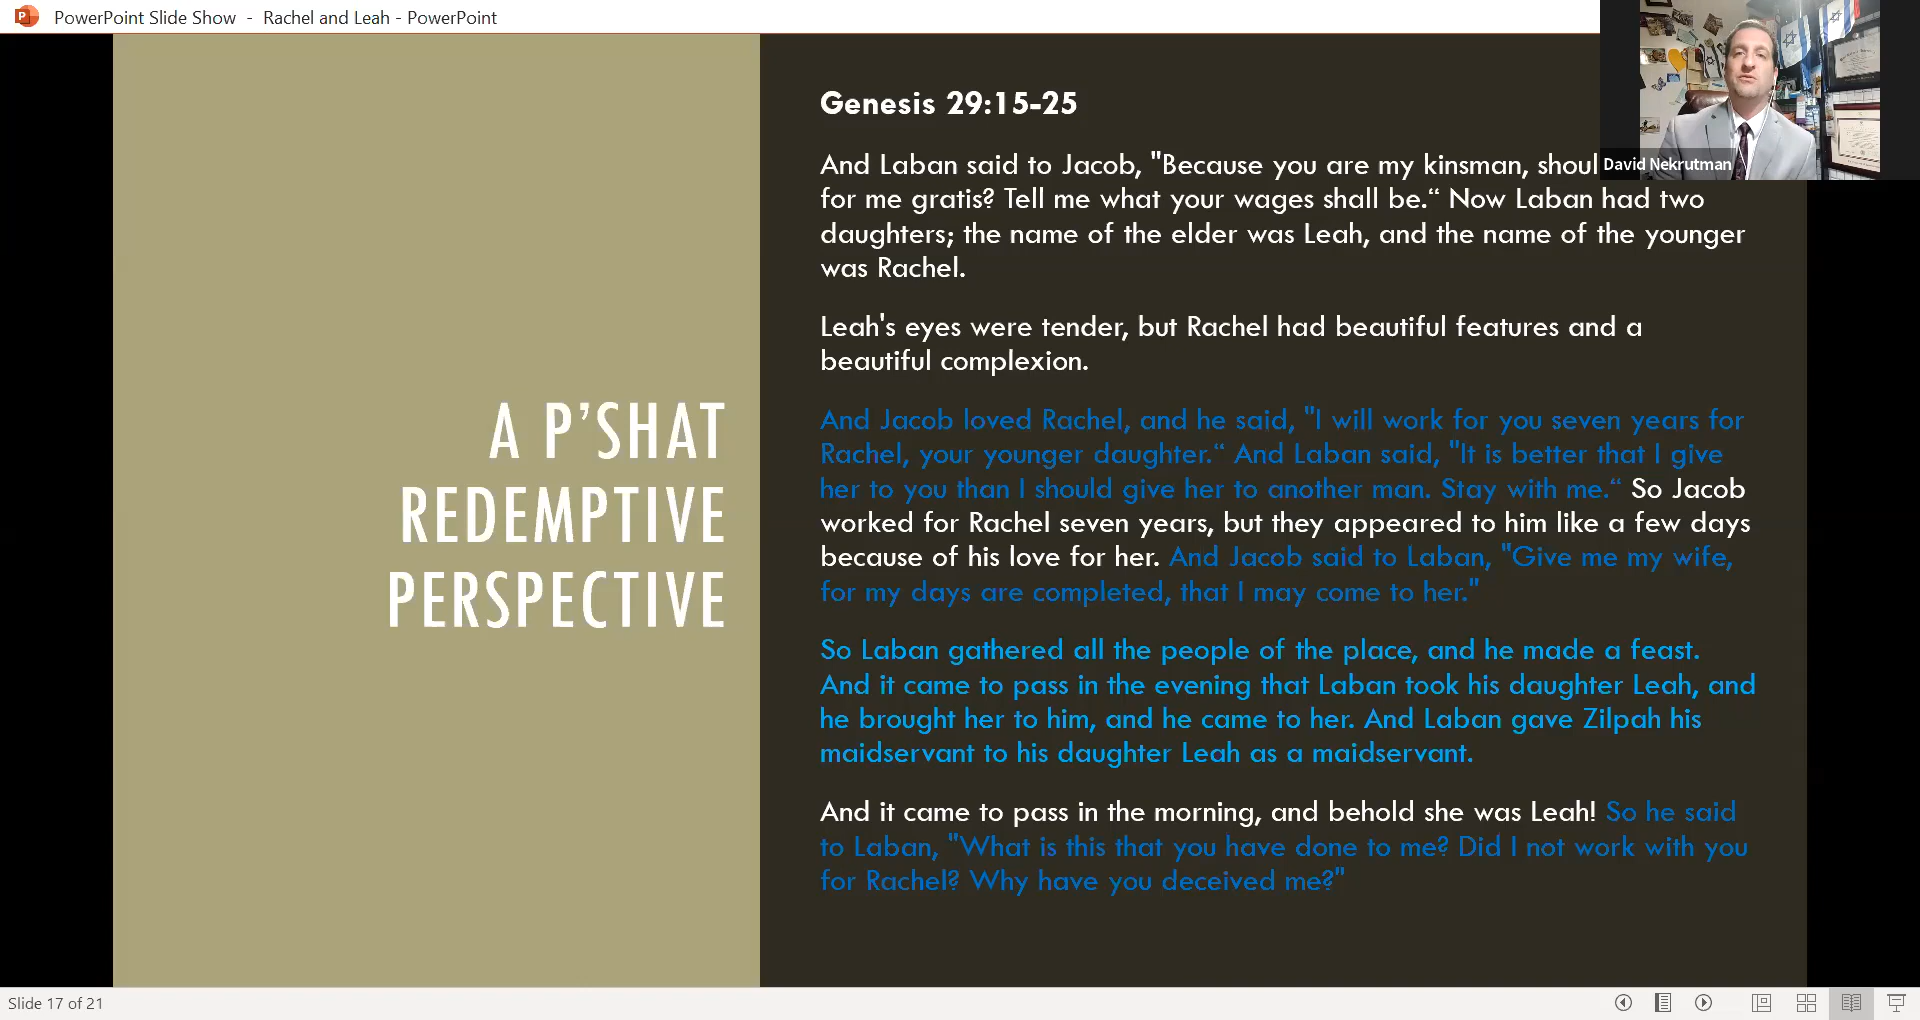 PowerPoint Slide Show - Rachel and Leah - PowerPoint
David Nekrutman
A P’SHAT
REDEMPTIVE
PERSPECTIVE
Genesis 29:15-25
And Laban said to Jacob, "Because you are my kinsman, shoul
for me gratis? Tell me what your wages shall be.“ Now Laban had two
daughters; the name of the elder was Leah, and the name of the younger
was Rachel.
Leah's eyes were tender, but Rachel had beautiful features and a
beautiful complexion.
And Jacob loved Rachel, and he said, "I will work for you seven years for
Rachel, your younger daughter.“ And Laban said, "It is better that I give
her to you than I should give her to another man. Stay with me.“ So Jacob
worked for Rachel seven years, but they appeared to him like a few days
because of his love for her. And Jacob said to Laban, "Give me my wife,
for my days are completed, that I may come to her."
So Laban gathered all the people of the place, and he made a feast.
And it came to pass in the evening that Laban took his daughter Leah, and
he brought her to him, and he came to her. And Laban gave Zilpah his
maidservant to his daughter Leah as a maidservant.
And it came to pass in the morning, and behold she was Leah! So he said
to Laban, "What is this that you have done to me? Did I not work with you
for Rachel? Why have you deceived me?"
Slide 17 of 21